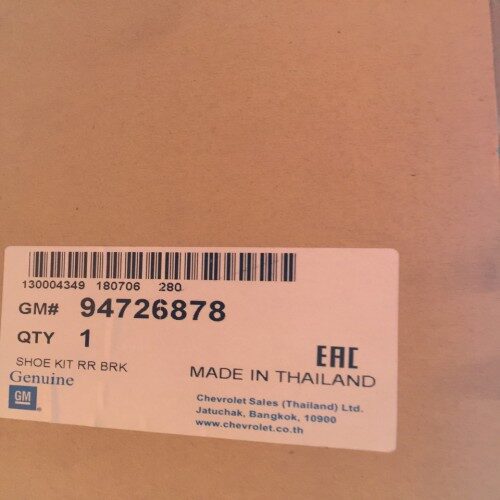 130004349 180706 280
GM# 94726878
QTY 1
EAC
SHOE KIT RR BRK
MADE IN THAILAND
Genuine
GM
Chevrolet Sales (Thailand) Ltd.
Jatuchak, Bangkok, 10900
www.chevrolet.co.th